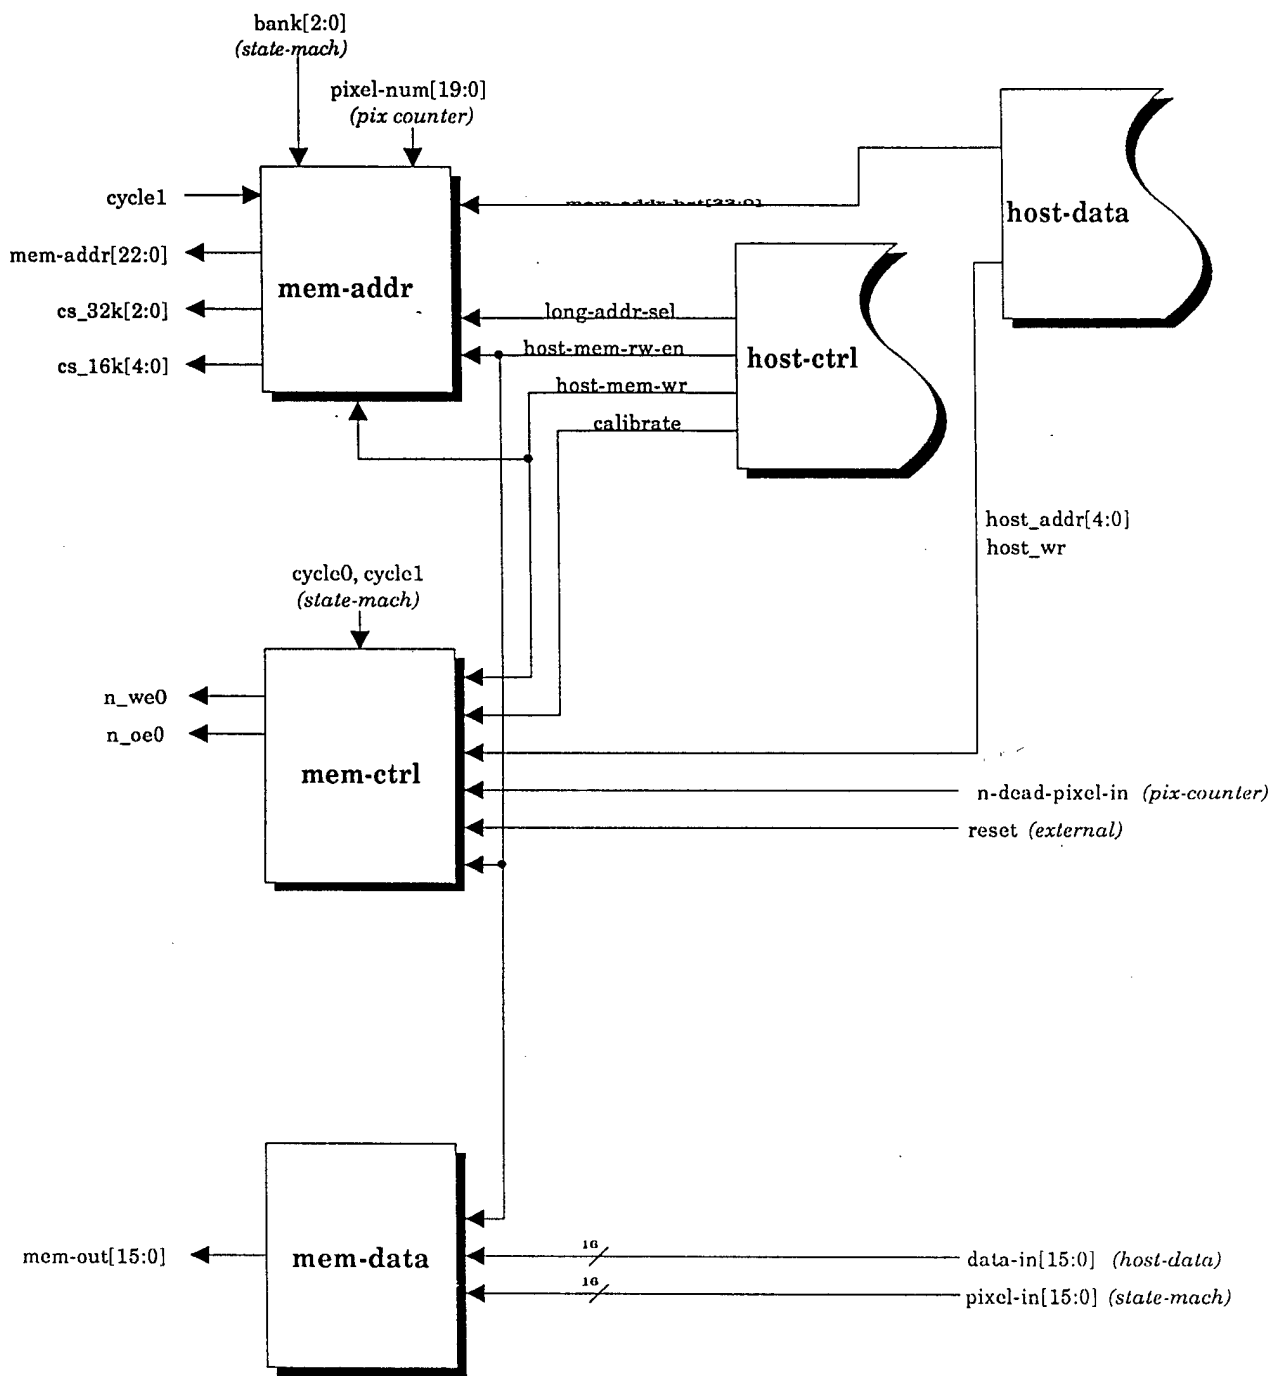 bank[2:0]
(state-mach)
pixel-num[19:0]
(pix counter)
cycle1
mem-addr[22:0]
cs_32k[2:0]
cs_16k[4:0]
mem-addr
host-data
long-addr-sel
host-mem-rw-en
host-mem-wr
calibrate
host-ctrl
host_addr[4:0]
host_wr
cycle0, cycle1
(state-mach)
n_we0
n_oe0
mem-ctrl
n-dead-pixel-in (pix-counter)
reset (external)
mem-out[15:0]
mem-data
16
data-in[15:0] (host-data)
16
pixel-in[15:0] (state-mach)